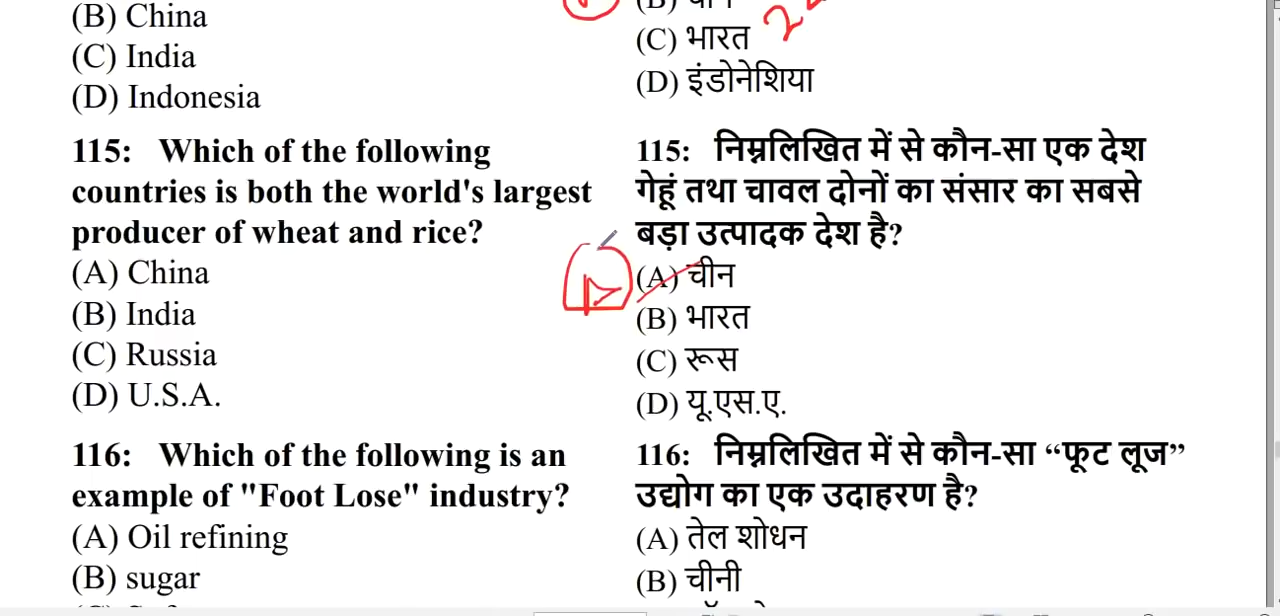 (B) China
(C) India
(D) Indonesia
115: Which of the following
countries is both the world's largest
producer of wheat and rice?
(A) China
(B) India
(C) Russia
(D) U.S.A.
116: Which of the following is an
example of "Foot Lose" industry?
(A) Oil refining
(B) sugar
(C) भारत
(D) इंडोनेशिया
115: निम्नलिखित में से कौन-सा एक देश
गेहूं तथा चावल दोनों का संसार का सबसे
बड़ा उत्पादक देश है?
(A) चीन
(B) भारत
(C) रूस
(D) यू.एस.ए.
116: निम्नलिखित में से कौन-सा “फूट लूज”
उद्योग का एक उदाहरण है?
(A) तेल शोधन
(B) चीनी